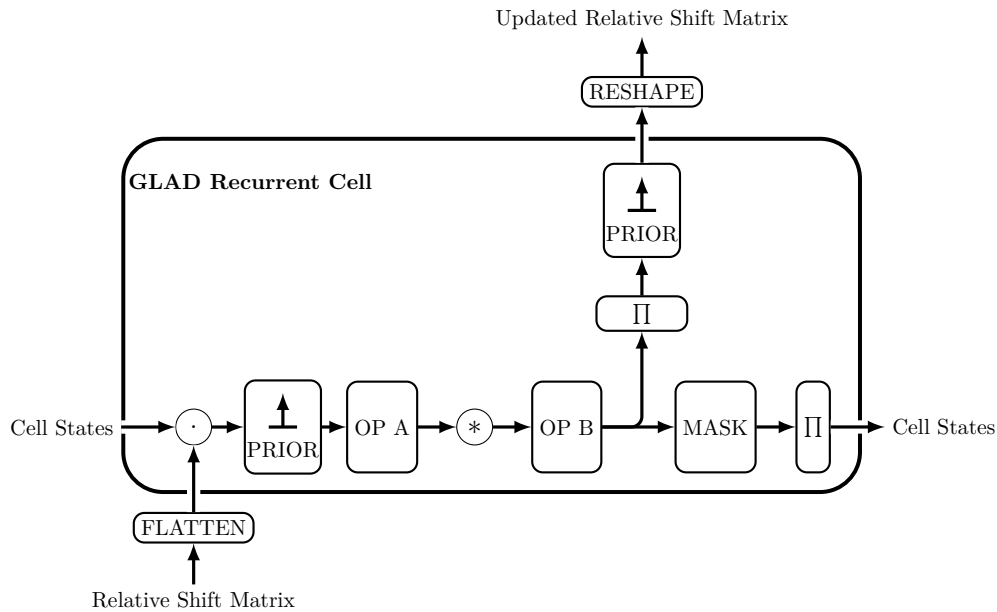 Updated Relative Shift Matrix
RESHAPE
GLAD Recurrent Cell
PRIOR
∏
Cell States
·
PRIOR
OP A
*
OP B
MASK
∏
Cell States
FLATTEN
Relative Shift Matrix